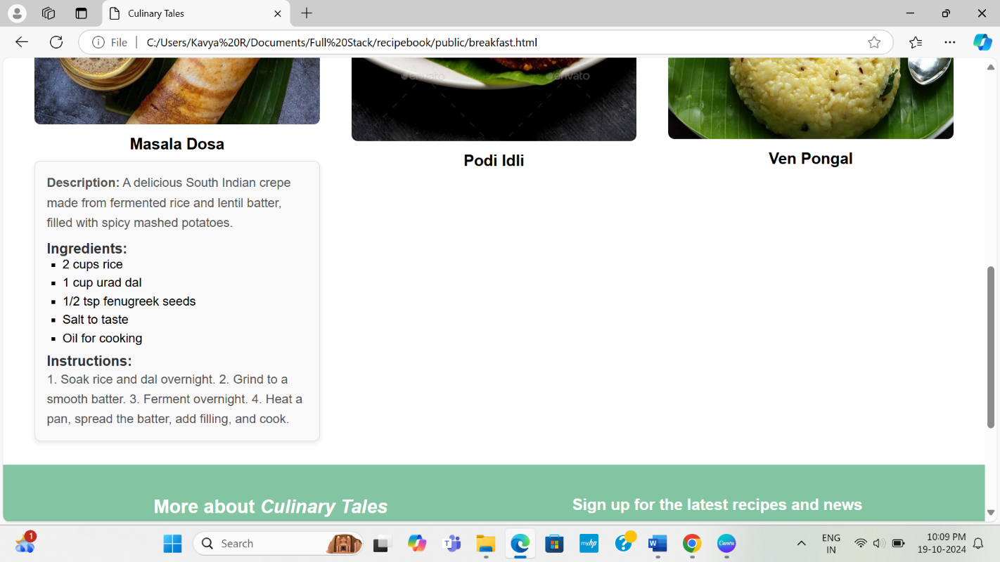 Culinary Tales
File
C:/Users/Kavya%20R/Documents/Full%20Stack/recipebook/public/breakfast.html
envato
envato
Masala Dosa
Podi Idli
Ven Pongal
Description: A delicious South Indian crepe
made from fermented rice and lentil batter,
filled with spicy mashed potatoes.
Ingredients:
2 cups rice
1 cup urad dal
1/2 tsp fenugreek seeds
Salt to taste
Oil for cooking
Instructions:
1. Soak rice and dal overnight. 2. Grind to a
smooth batter. 3. Ferment overnight. 4. Heat a
pan, spread the batter, add filling, and cook.
More about Culinary Tales
Sign up for the latest recipes and news
1
Search
T
myhp
?
W
Canva
ENG
IN
10:09 PM
19-10-2024